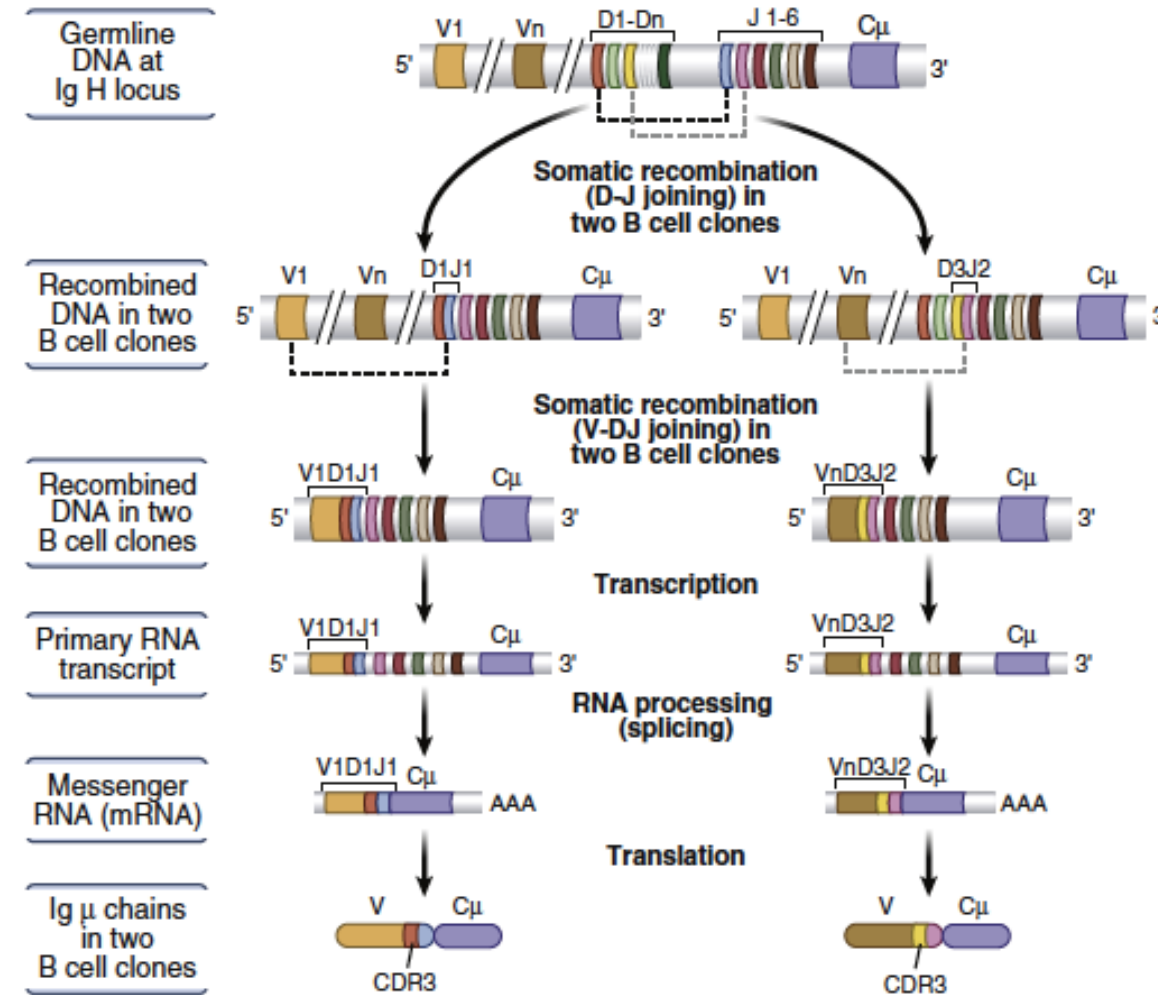 Germline
DNA at
Ig H locus
V1
Vn
D1-Dn
J 1-6
Cμ
5'
3'
Somatic recombination
(D-J joining) in
two B cell clones
Recombined
DNA in two
B cell clones
V1
Vn
D1J1
Cμ
5'
3'
V1
Vn
D3J2
Cμ
5'
3'
Somatic recombination
(V-DJ joining) in
two B cell clones
Recombined
DNA in two
B cell clones
V1D1J1
Cμ
5'
3'
VnD3J2
Cμ
5'
3'
Transcription
Primary RNA
transcript
V1D1J1
Cμ
5'
3'
VnD3J2
Cμ
5'
3'
RNA processing
(splicing)
Messenger
RNA (mRNA)
V1D1J1
Cμ
AAA
VnD3J2
Cμ
AAA
Translation
Ig μ chains
in two
B cell clones
V
Cμ
CDR3
V
Cμ
CDR3